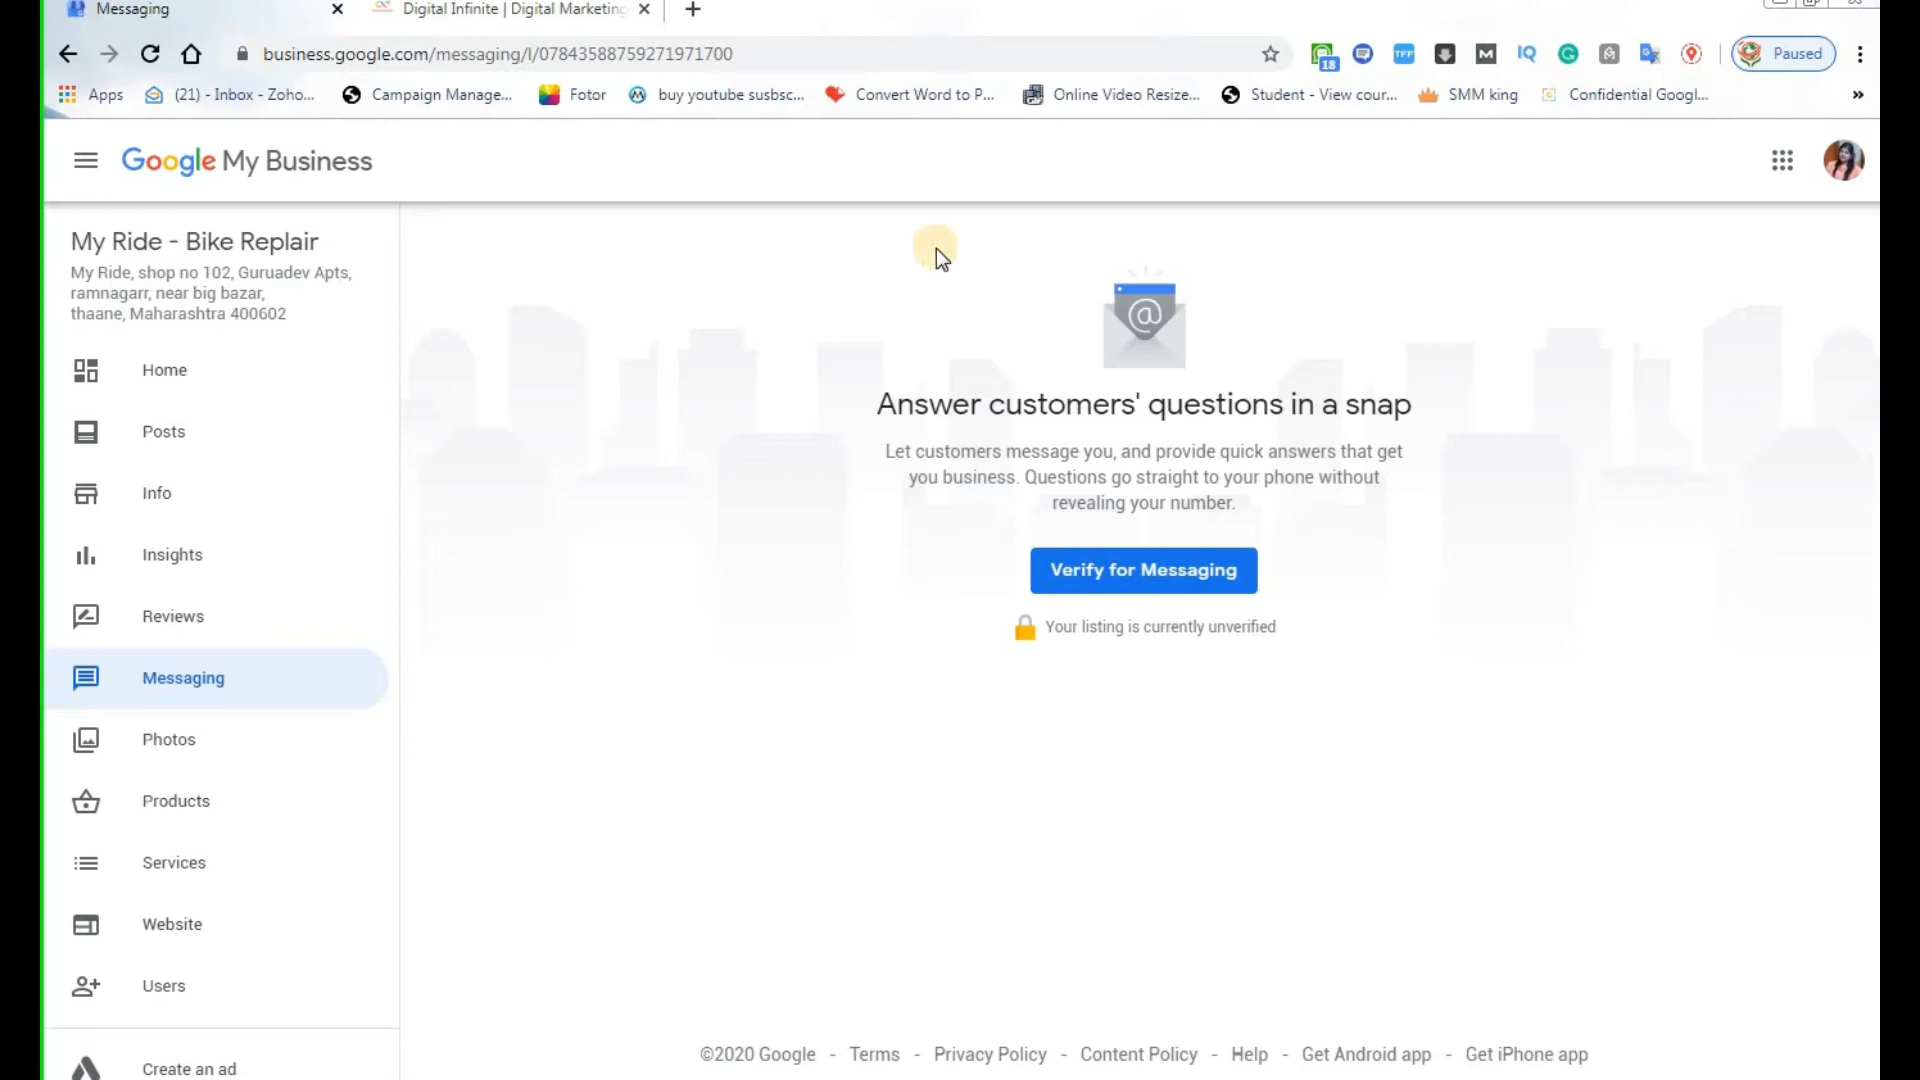 Messaging
Digital Infinite | Digital Marketing
business.google.com/messaging/l/07843588759271971700
18
TFF
M
IQ
Paused
Apps
(21) - Inbox - Zoho...
Campaign Manage...
Fotor
buy youtube susbsc...
Convert Word to P...
Online Video Resize...
Student - View cour...
SMM king
Confidential Googl...
»
Google My Business
My Ride - Bike Replair
My Ride, shop no 102, Guruadev Apts,
ramnagarr, near big bazar,
thaane, Maharashtra 400602
Home
Posts
Info
Insights
Reviews
Messaging
Photos
Products
Services
Website
Users
Create an ad
@
Answer customers' questions in a snap
Let customers message you, and provide quick answers that get
you business. Questions go straight to your phone without
revealing your number.
Verify for Messaging
Your listing is currently unverified
©2020 Google - Terms - Privacy Policy - Content Policy - Help - Get Android app - Get iPhone app